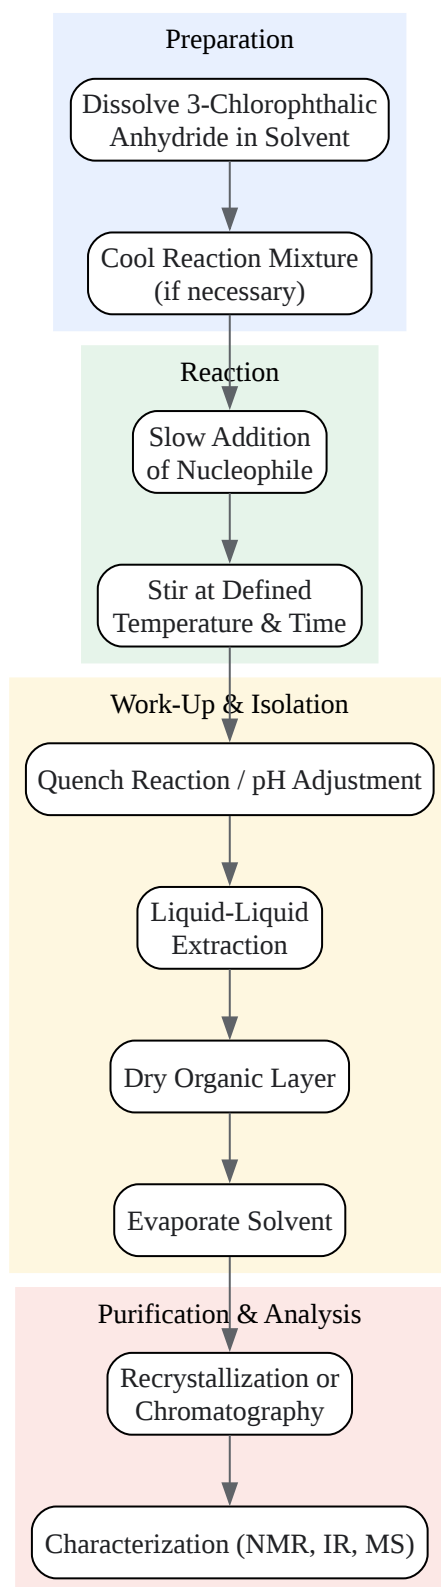 Preparation
Dissolve 3-Chlorophthalic
Anhydride in Solvent
Cool Reaction Mixture
(if necessary)
Reaction
Slow Addition
of Nucleophile
Stir at Defined
Temperature & Time
Work-Up & Isolation
Quench Reaction / pH Adjustment
Liquid-Liquid
Extraction
Dry Organic Layer
Evaporate Solvent
Purification & Analysis
Recrystallization or
Chromatography
Characterization (NMR, IR, MS)